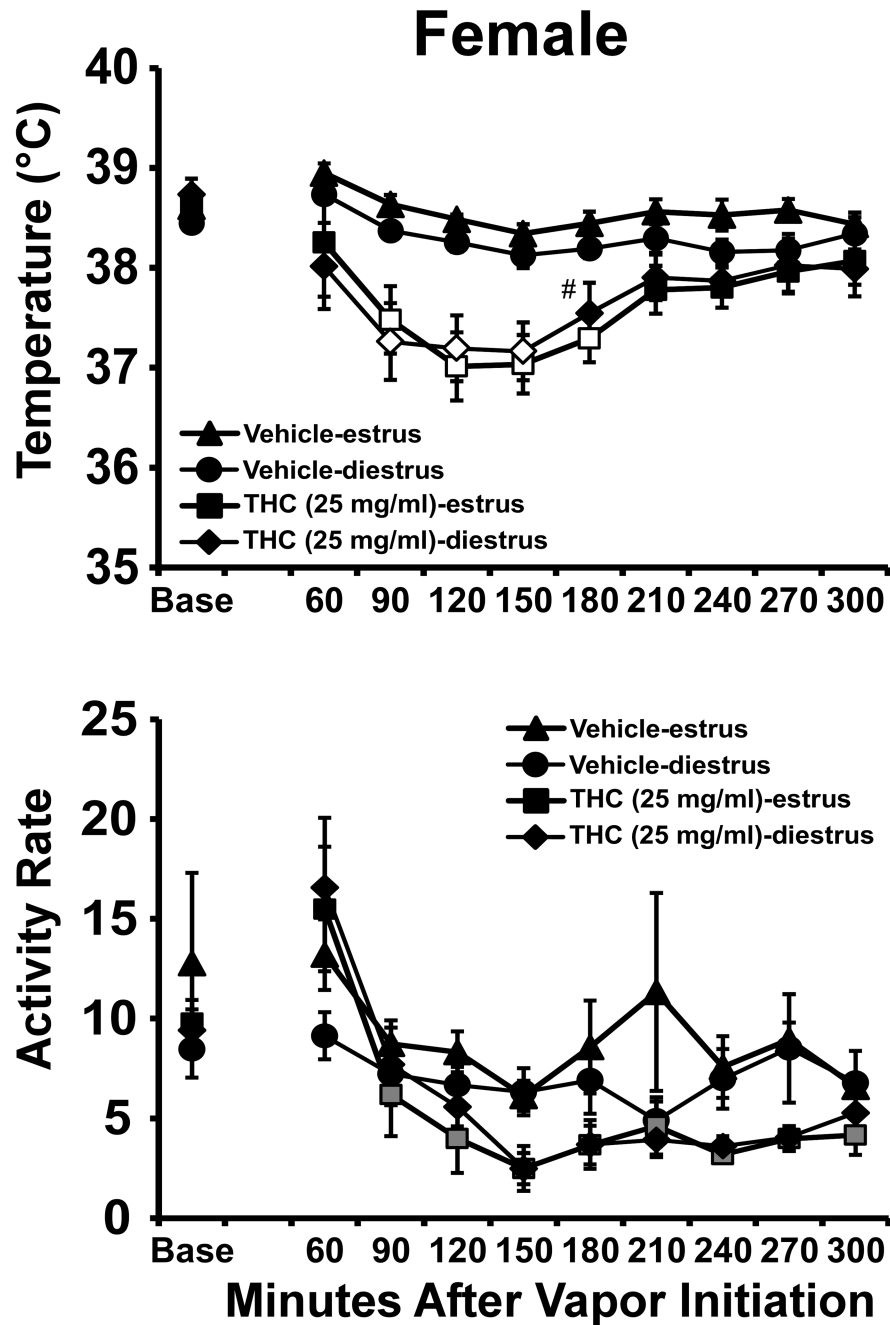 Female
Temperature (°C)
40
39
38
37
36
35
#
Vehicle-estrus
Vehicle-diestrus
THC (25 mg/ml)-estrus
THC (25 mg/ml)-diestrus
Base 60 90 120 150 180 210 240 270 300
Activity Rate
25
20
15
10
5
0
Vehicle-estrus
Vehicle-diestrus
THC (25 mg/ml)-estrus
THC (25 mg/ml)-diestrus
Base 60 90 120 150 180 210 240 270 300
Minutes After Vapor Initiation